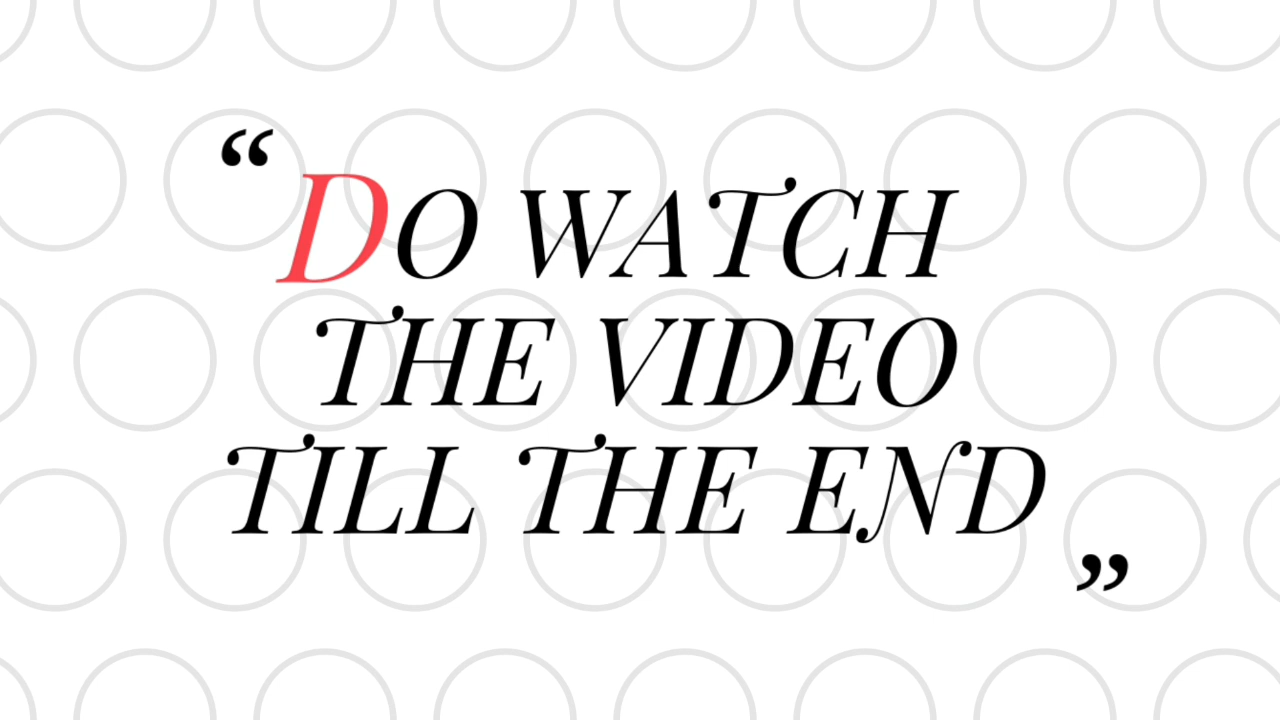 “DO WATCH
THE VIDEO
TILL THE END”